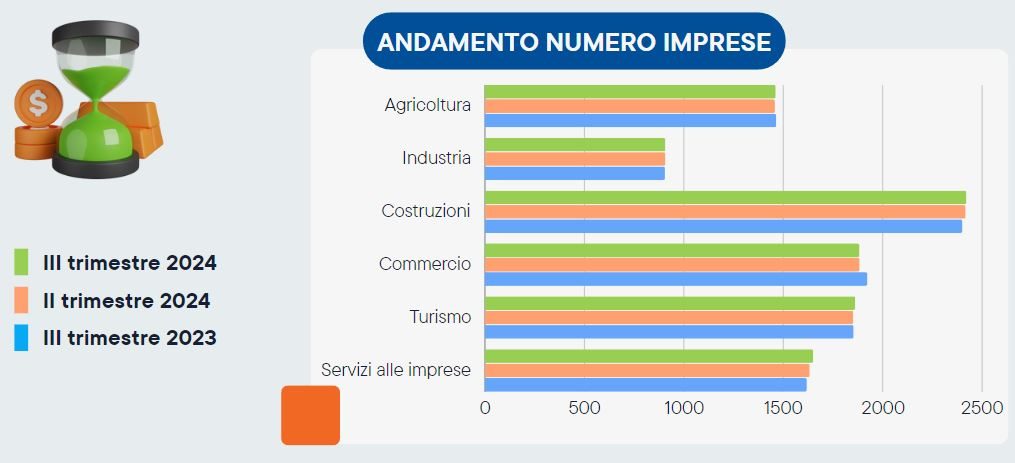 ANDAMENTO NUMERO IMPRESE
$
Agricoltura
Industria
Costruzioni
Commercio
Turismo
Servizi alle imprese
0 500 1000 1500 2000 2500
III trimestre 2024
II trimestre 2024
III trimestre 2023